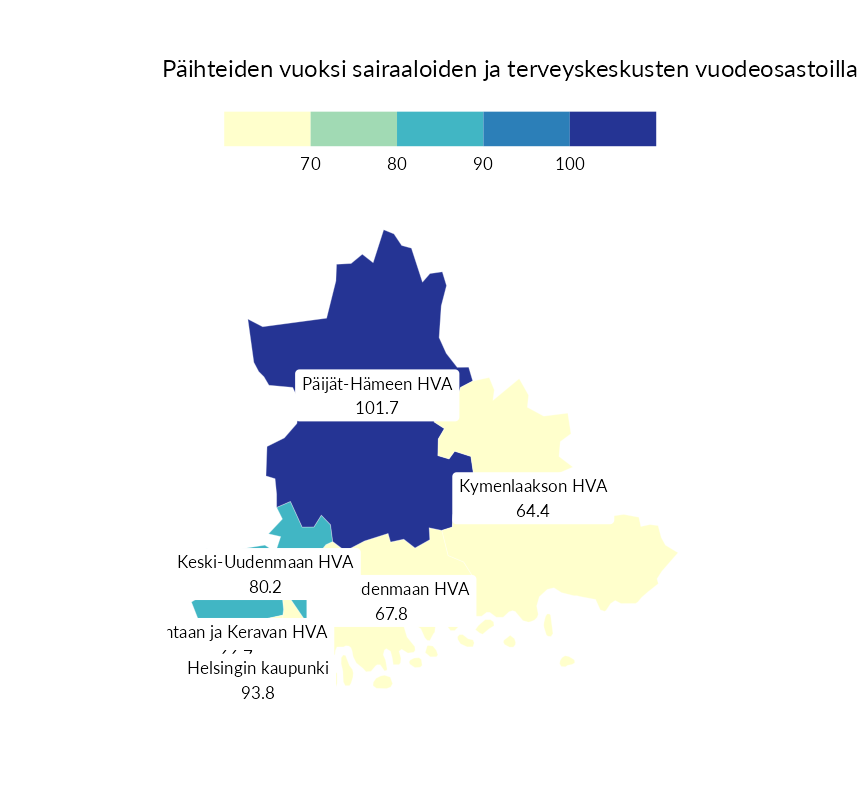 Päihteiden vuoksi sairaaloiden ja terveyskeskusten vuodeosastoilla
70 80 90 100
Päijät-Hämeen HVA
101.7
Kymenlaakson HVA
64.4
Keski-Uudenmaan HVA
80.2
denmaan HVA
67.8
ntaan ja Keravan HVA
Helsingin kaupunki
93.8